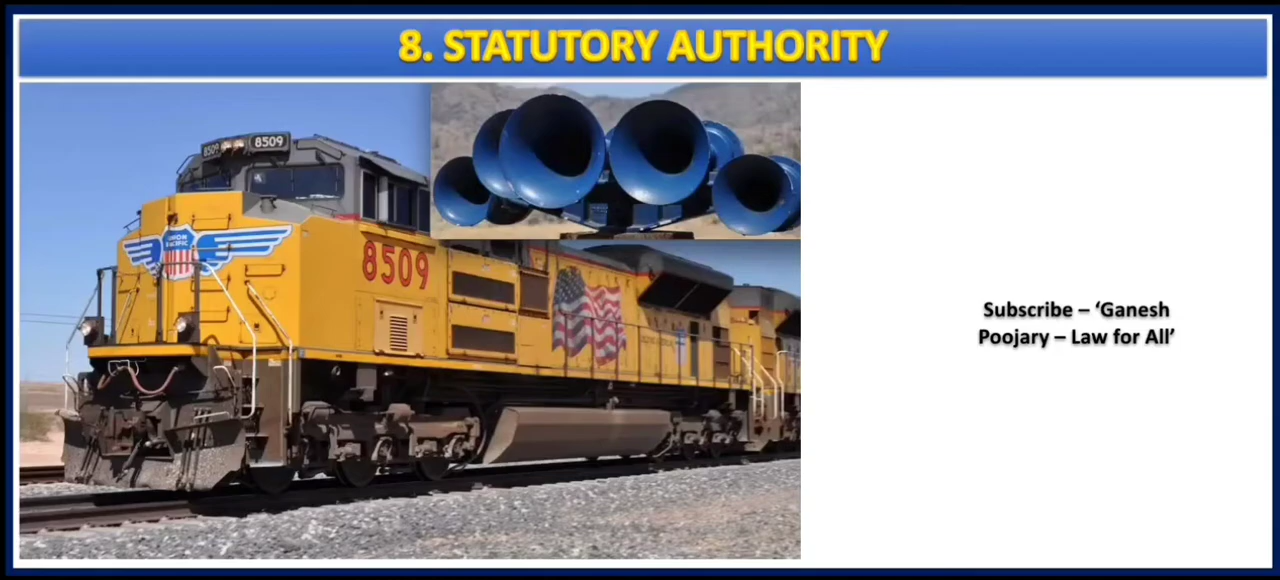 8. STATUTORY AUTHORITY
8509 8509
UNION
PACIFIC
8509
Subscribe – ‘Ganesh
Poojary – Law for All’